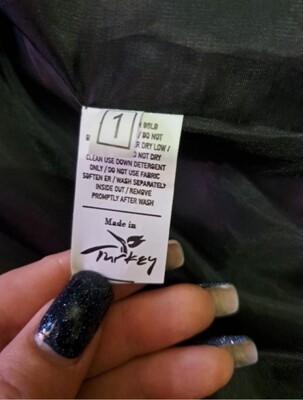 1
/ DO NOT
DRY LOW /
NOT DRY
CLEAN USE DOWN DETERGENT
ONLY / DO NOT USE FABRIC
SOFTEN ER / WASH SEPARATELY
INSIDE OUT / REMOVE
PROMPTLY AFTER WASH
Made in
Turkey